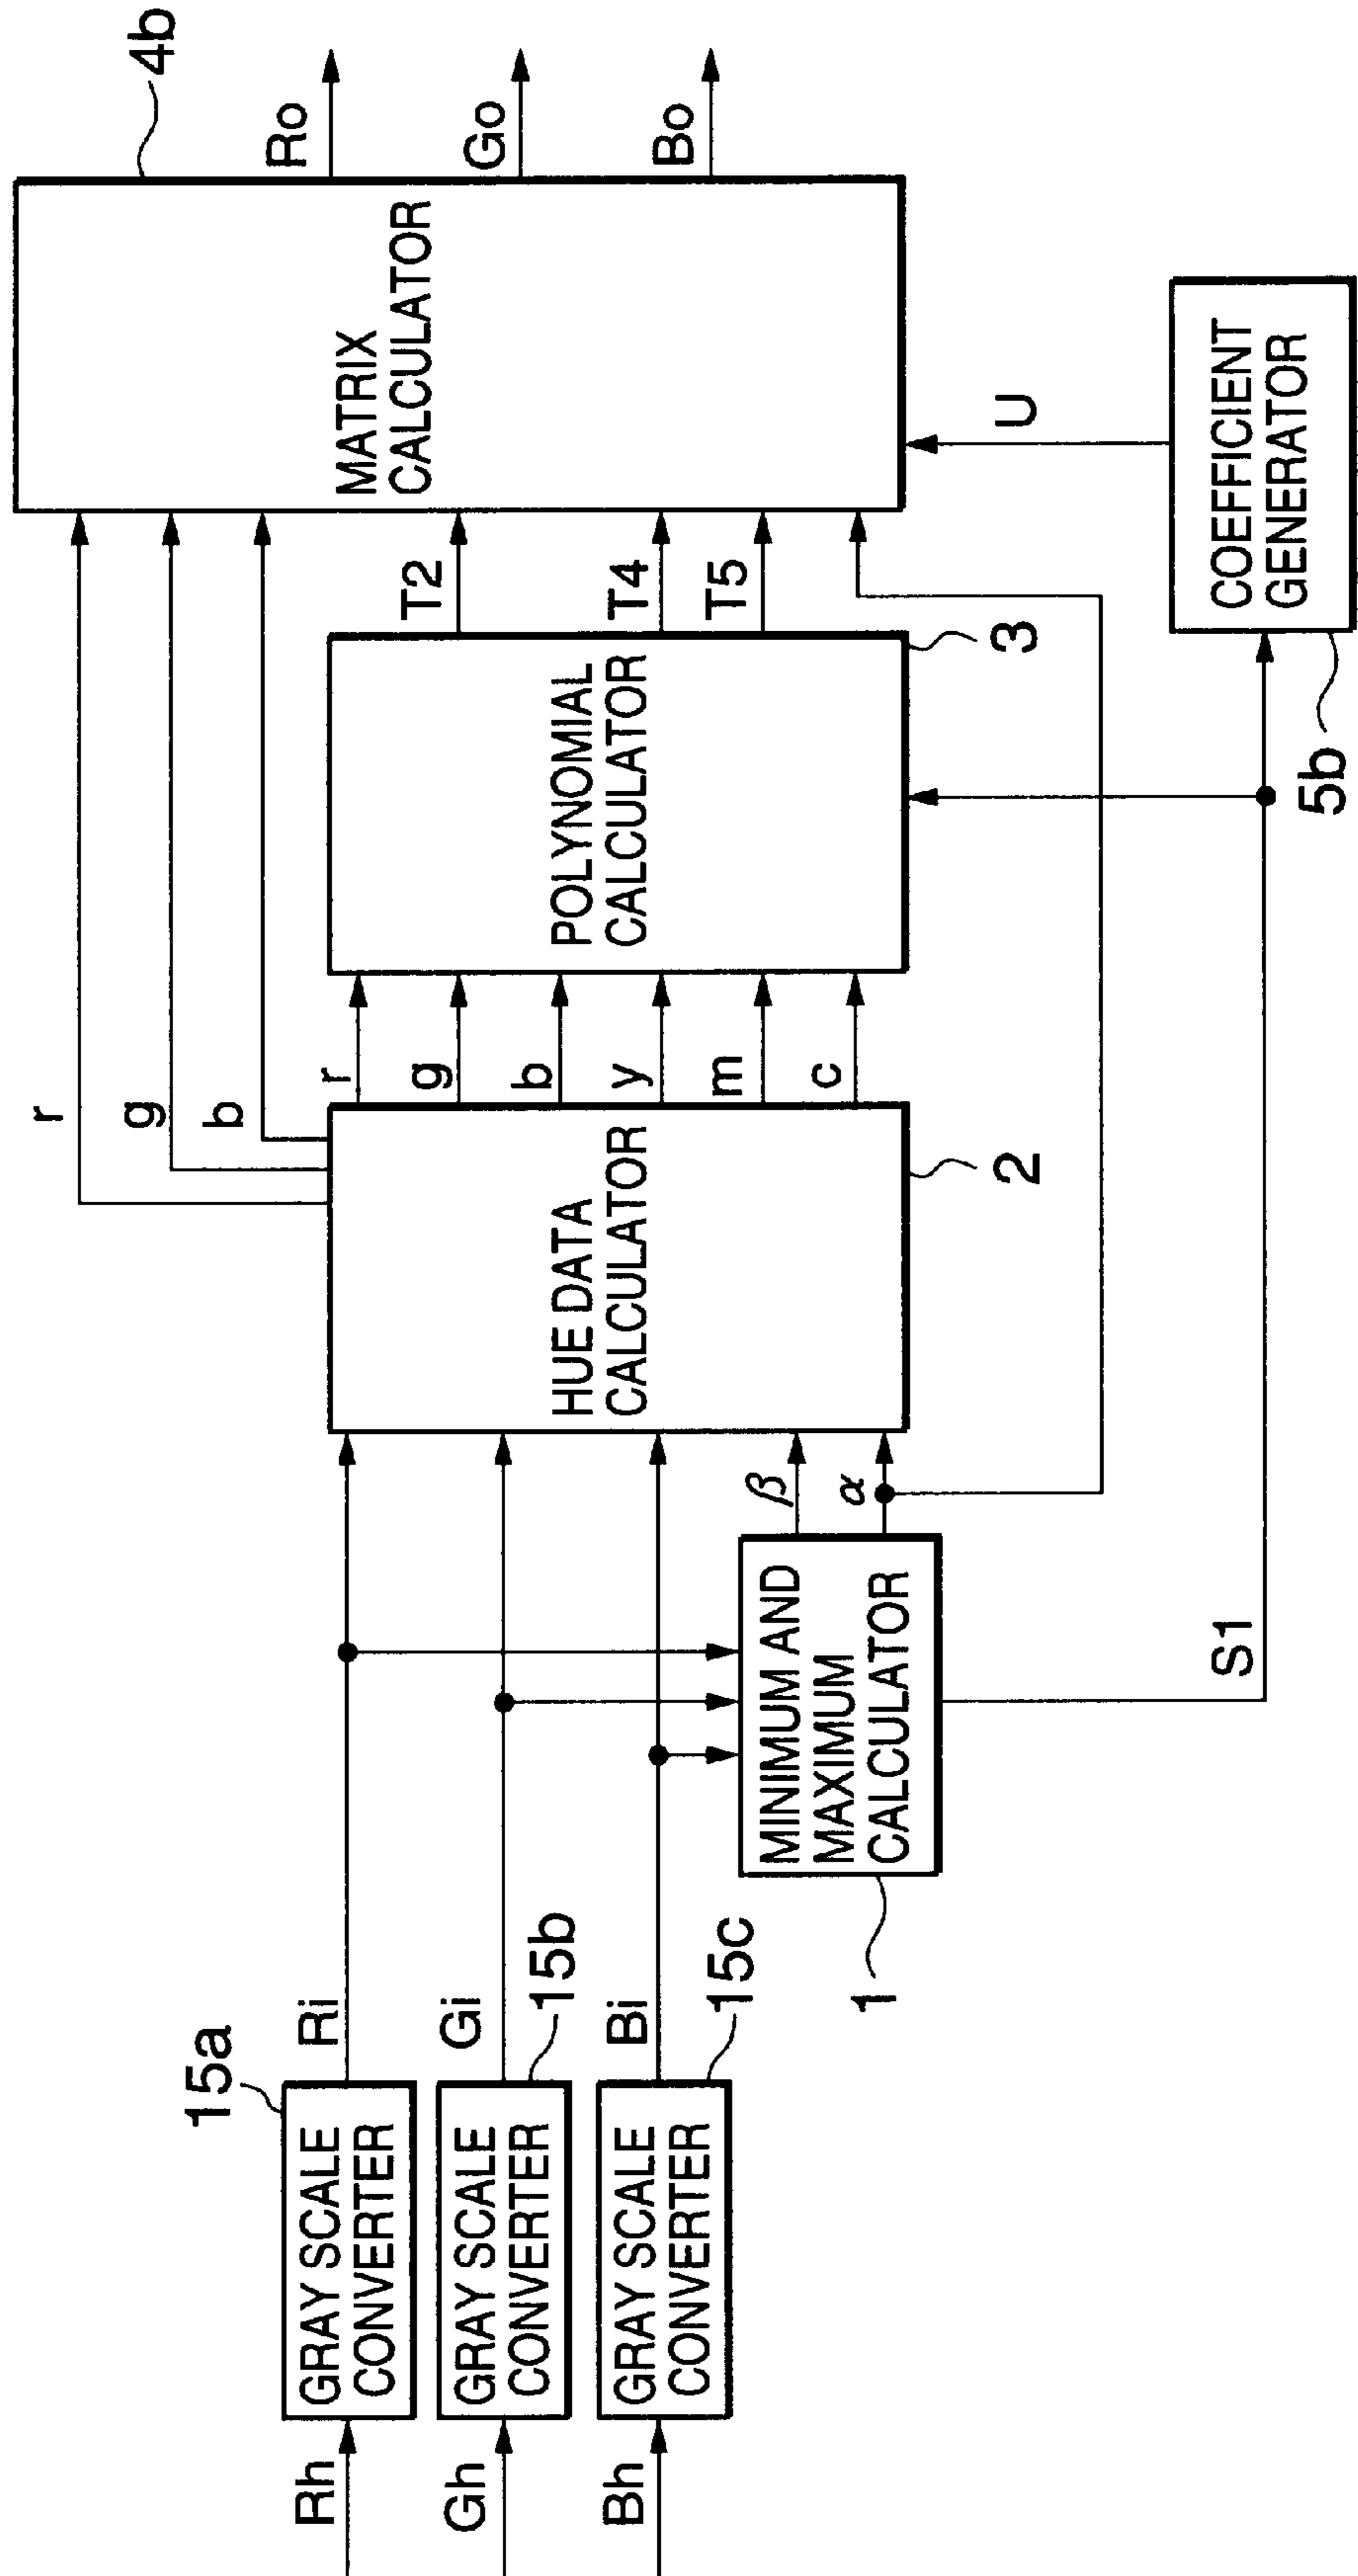 Rh
Gh
Bh
15a
GRAY SCALE
CONVERTER
GRAY SCALE
CONVERTER
15b
GRAY SCALE
CONVERTER
15c
Ri
Gi
Bi
MINIMUM AND
MAXIMUM
CALCULATOR
1
β
α
S1
HUE DATA
CALCULATOR
2
r
g
b
r
g
b
y
m
c
POLYNOMIAL
CALCULATOR
3
T2
T4
T5
MATRIX
CALCULATOR
4b
U
COEFFICIENT
GENERATOR
5b
Ro
Go
Bo